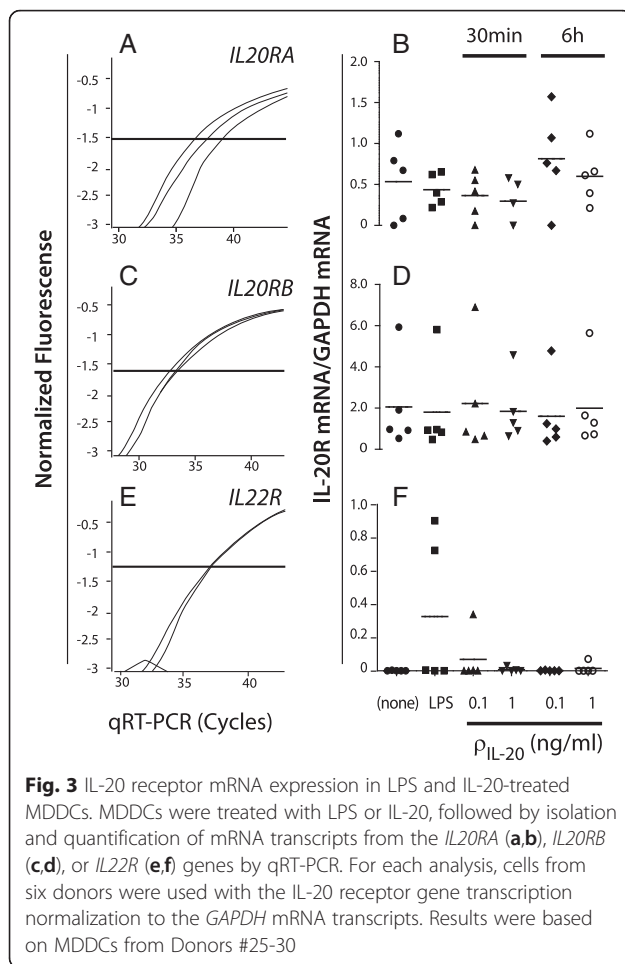 A
IL20RA
-0.5
-1
-1.5
-2
-2.5
-3
30 35 40
C
IL20RB
-0.5
-1
-1.5
-2
-2.5
-3
30 35 40
E
IL22R
-0.5
-1
-1.5
-2
-2.5
-3
30 35 40
Normalized Fluorescense
qRT-PCR (Cycles)
30min 6h
B
2.0
1.5
1.0
0.5
0
D
8.0
6.0
4.0
2.0
0
F
1.0
0.8
0.6
0.4
0.2
0
IL-20R mRNA/GAPDH mRNA
(none) LPS 0.1 1 0.1 1
ρIL-20 (ng/ml)
Fig. 3 IL-20 receptor mRNA expression in LPS and IL-20-treated
MDDCs. MDDCs were treated with LPS or IL-20, followed by isolation
and quantification of mRNA transcripts from the IL20RA (a,b), IL20RB
(c,d), or IL22R (e,f) genes by qRT-PCR. For each analysis, cells from
six donors were used with the IL-20 receptor gene transcription
normalization to the GAPDH mRNA transcripts. Results were based
on MDDCs from Donors #25-30